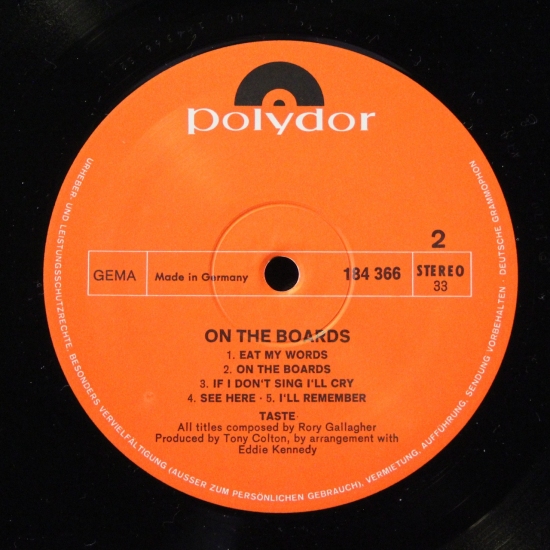 polydor
2
GEMA
Made in Germany
184 366
STEREO
33
ON THE BOARDS
1. EAT MY WORDS
2. ON THE BOARDS
3. IF I DON'T SING I'LL CRY
4. SEE HERE · 5. I'LL REMEMBER
TASTE
All titles composed by Rory Gallagher
Produced by Tony Colton, by arrangement with
Eddie Kennedy
URHEBER- UND LEISTUNGSSCHUTZRECHTE, BESONDERS VERVIELFÄLTIGUNG (AUSSER ZUM PERSÖNLICHEN GEBRAUCH), VERMIETUNG, AUFFÜHRUNG, SENDUNG VORBEHALTEN DEUTSCHE GRAMMOPHON